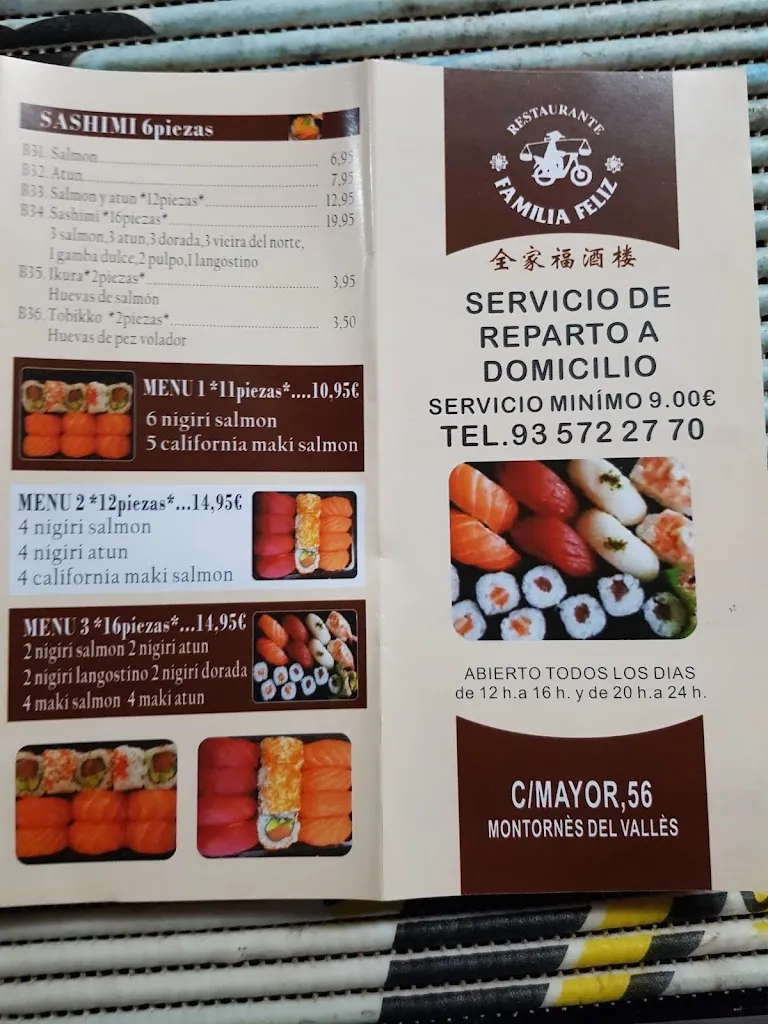 SASHIMI 6piezas
B31. Salmon 6,95
B32. Atun 7,95
B33. Salmon y atun *12piezas* 12,95
B34. Sashimi *16piezas* 19,95
3 salmon,3 atun,3 dorada,3 vieira del norte,
1 gamba dulce,2 pulpo,1 langostino
B35. Ikura*2piezas* 3,95
Huevas de salmón
B36. Tobikko *2piezas* 3,50
Huevas de pez volador
MENU 1 *11piezas*....10,95€
6 nigiri salmon
5 california maki salmon
MENU 2 *12piezas*...14,95€
4 nigiri salmon
4 nigiri atun
4 california maki salmon
MENU 3 *16piezas*...14,95€
2 nigiri salmon 2 nigiri atun
2 nigiri langostino 2 nigiri dorada
4 maki salmon 4 maki atun
RESTAURANTE
FAMILIA FELIZ
全家福酒楼
SERVICIO DE
REPARTO A
DOMICILIO
SERVICIO MINÍMO 9.00€
TEL.93 572 27 70
ABIERTO TODOS LOS DIAS
de 12 h.a 16 h. y de 20 h.a 24 h.
C/MAYOR,56
MONTORNÈS DEL VALLÈS